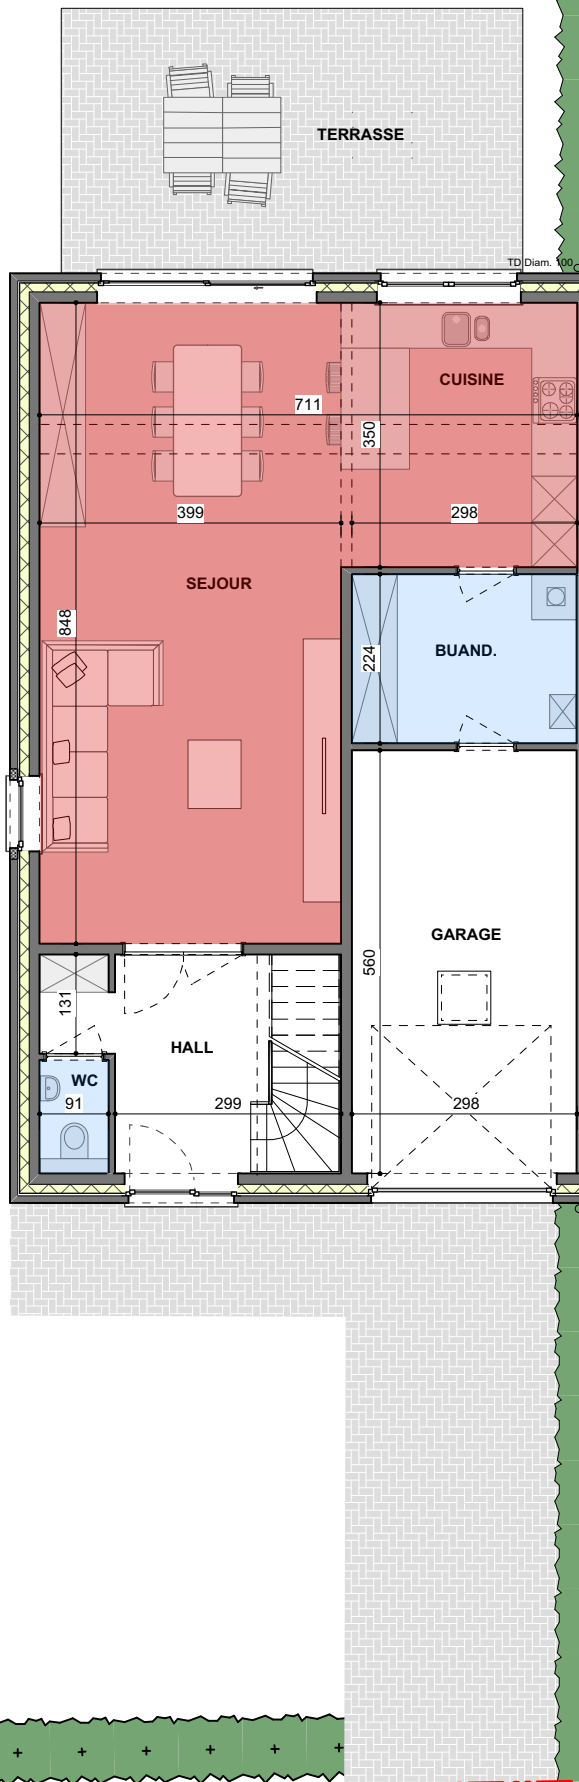 TERRASSE
TD Diam. 100
CUISINE
711
350
399
298
SEJOUR
848
BUAND.
224
GARAGE
560
131
HALL
WC
91
299
298